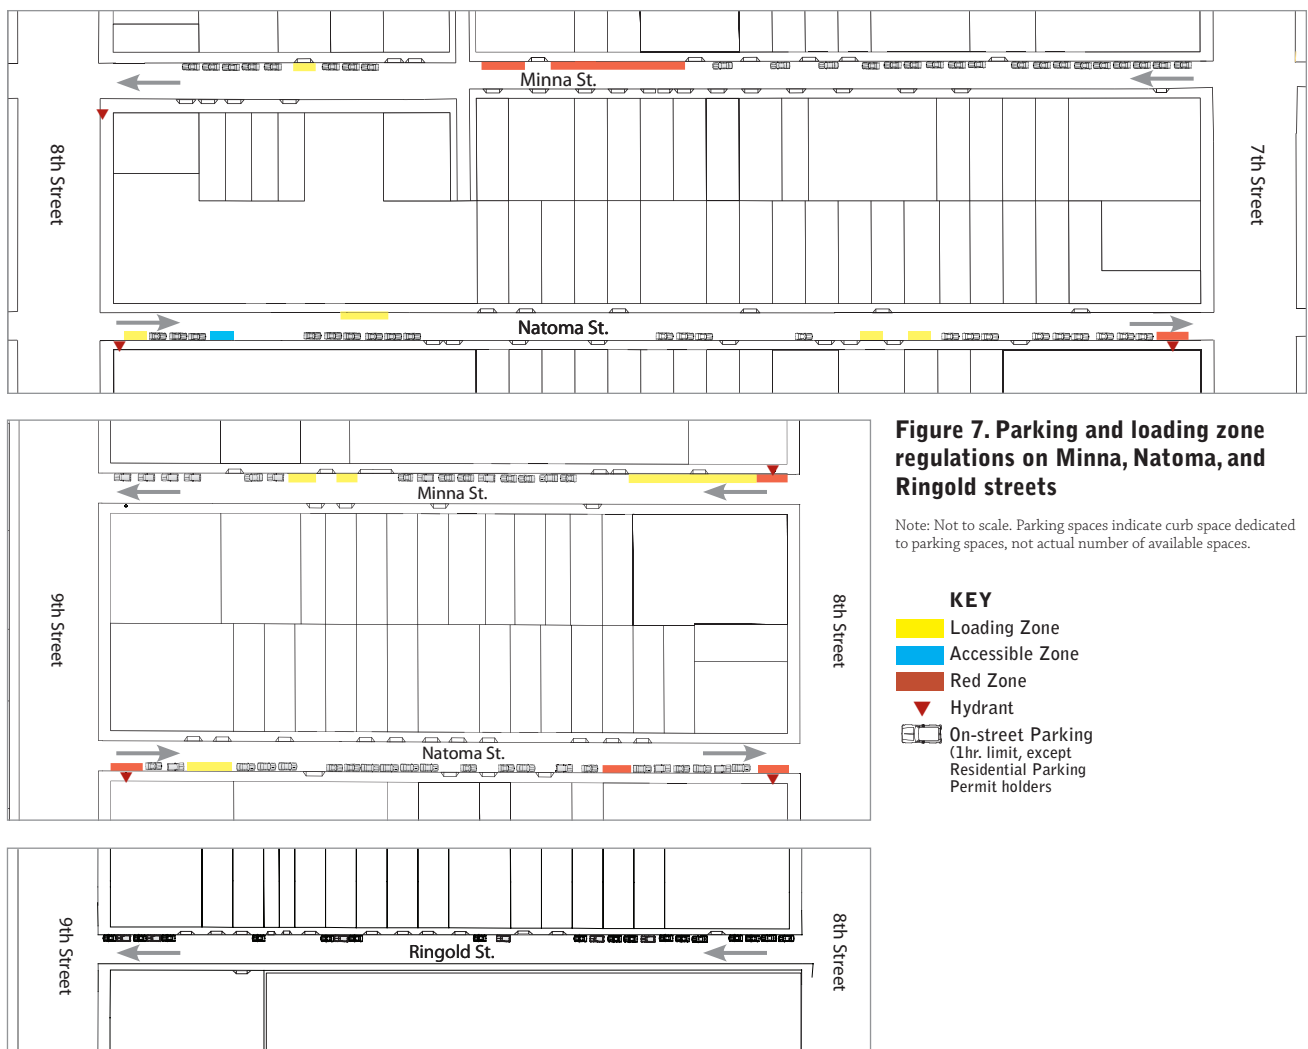 Minna St.
8th Street
7th Street
Natoma St.
Minna St.
9th Street
8th Street
Natoma St.
9th Street
8th Street
Ringold St.
Figure 7. Parking and loading zone
regulations on Minna, Natoma, and
Ringold streets
Note: Not to scale. Parking spaces indicate curb space dedicated
to parking spaces, not actual number of available spaces.
KEY
Loading Zone
Accessible Zone
Red Zone
Hydrant
On-street Parking
(1hr. limit, except
Residential Parking
Permit holders